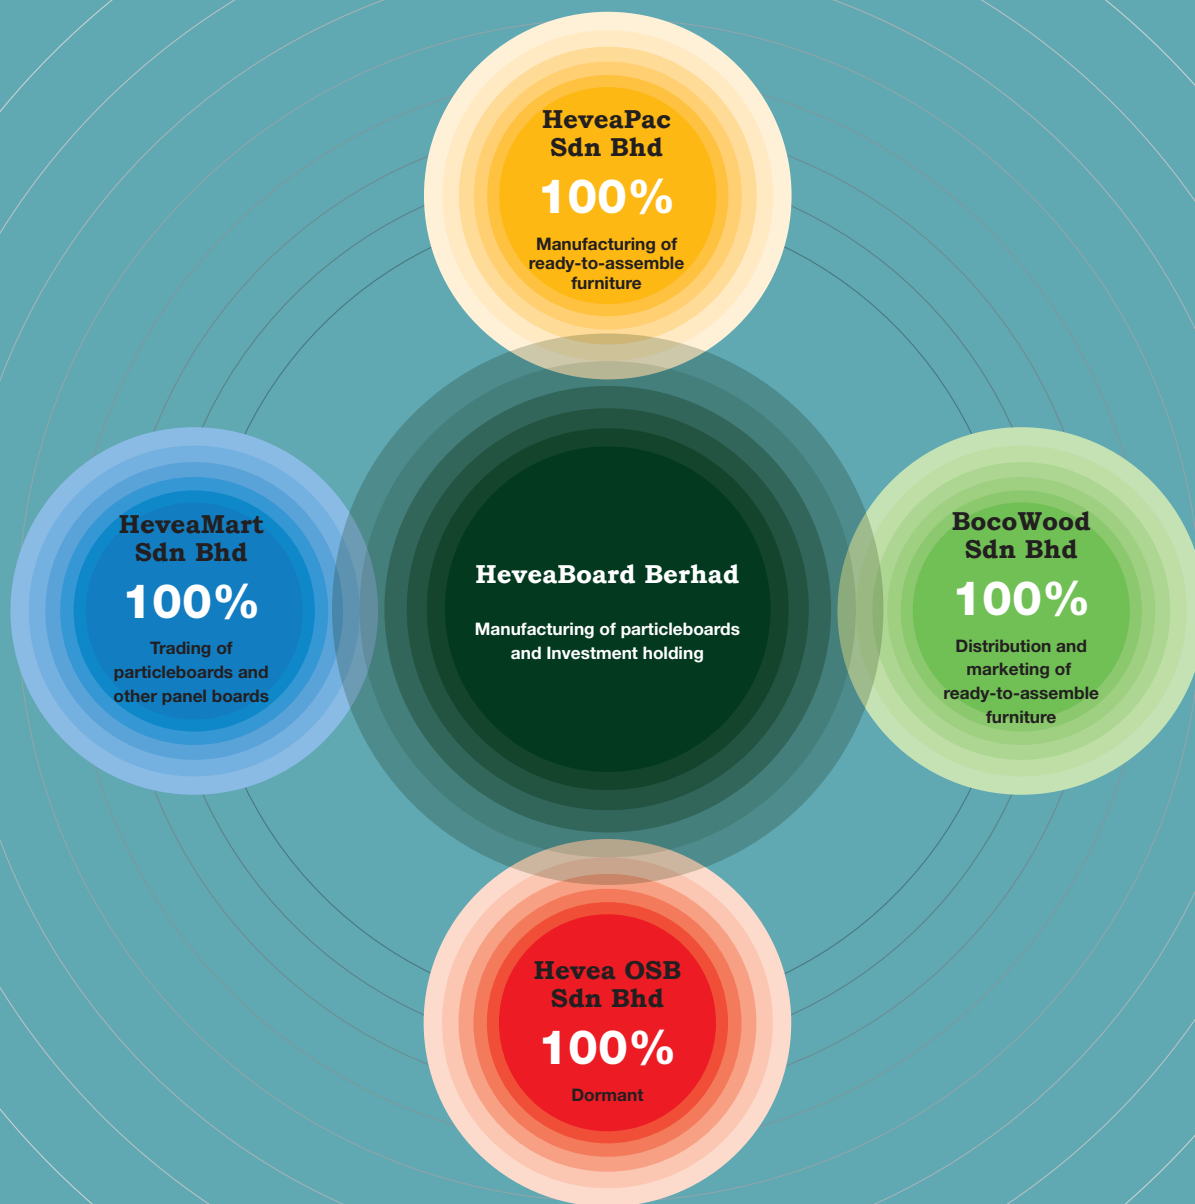 HeveaPac
Sdn Bhd
100%
Manufacturing of
ready-to-assemble
furniture
HeveaMart
Sdn Bhd
100%
Trading of
particleboards and
other panel boards
HeveaBoard Berhad
Manufacturing of particleboards
and Investment holding
BocoWood
Sdn Bhd
100%
Distribution and
marketing of
ready-to-assemble
furniture
Hevea OSB
Sdn Bhd
100%
Dormant